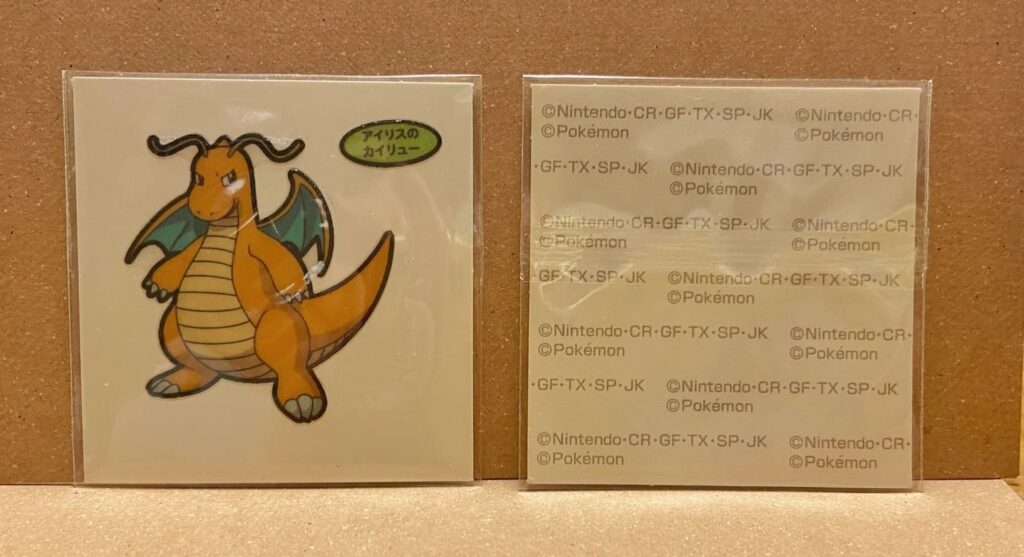 アイリスの
カイリュー
©Nintendo・CR・GF・TX・SP・JK ©Nintendo・CR・
©Pokémon ©Pokémon
・GF・TX・SP・JK ©Nintendo・CR・GF・TX・SP・JK
©Pokémon
©Nintendo・CR・GF・TX・SP・JK ©Nintendo・CR・
©Pokémon ©Pokémon
・GF・TX・SP・JK ©Nintendo・CR・GF・TX・SP・JK
©Pokémon
©Nintendo・CR・GF・TX・SP・JK ©Nintendo・CR・
©Pokémon ©Pokémon
・GF・TX・SP・JK ©Nintendo・CR・GF・TX・SP・JK
©Pokémon
©Nintendo・CR・GF・TX・SP・JK ©Nintendo・CR・
©Pokémon ©Pokémon